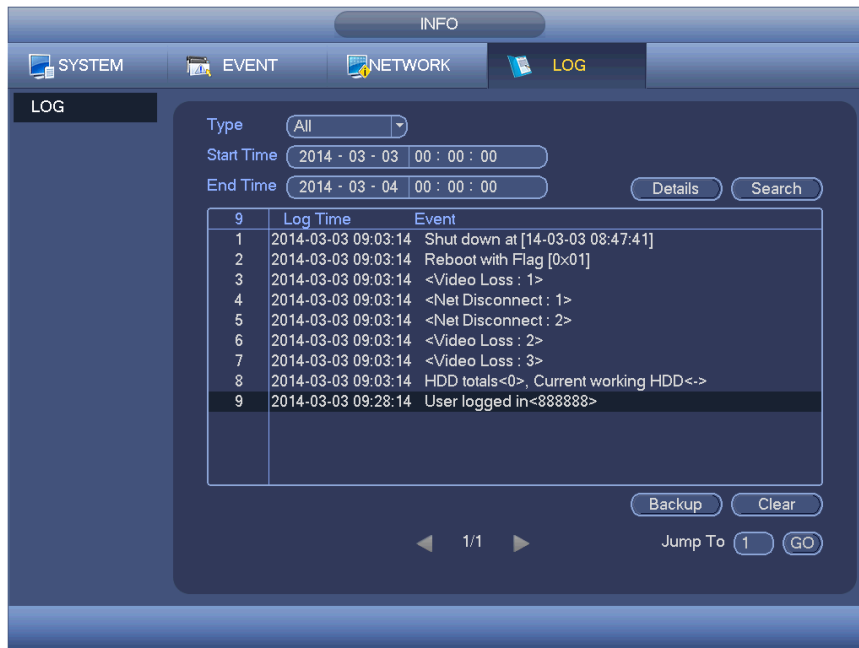 INFO
SYSTEM EVENT NETWORK LOG
LOG
Type All
Start Time 2014 - 03 - 03 00 : 00 : 00
End Time 2014 - 03 - 04 00 : 00 : 00
Details Search
9 Log Time Event
1 2014-03-03 09:03:14 Shut down at [14-03-03 08:47:41]
2 2014-03-03 09:03:14 Reboot with Flag [0x01]
3 2014-03-03 09:03:14 <Video Loss : 1>
4 2014-03-03 09:03:14 <Net Disconnect : 1>
5 2014-03-03 09:03:14 <Net Disconnect : 2>
6 2014-03-03 09:03:14 <Video Loss : 2>
7 2014-03-03 09:03:14 <Video Loss : 3>
8 2014-03-03 09:03:14 HDD totals<0>, Current working HDD<->
9 2014-03-03 09:28:14 User logged in<888888>
Backup Clear
1/1 Jump To 1 GO